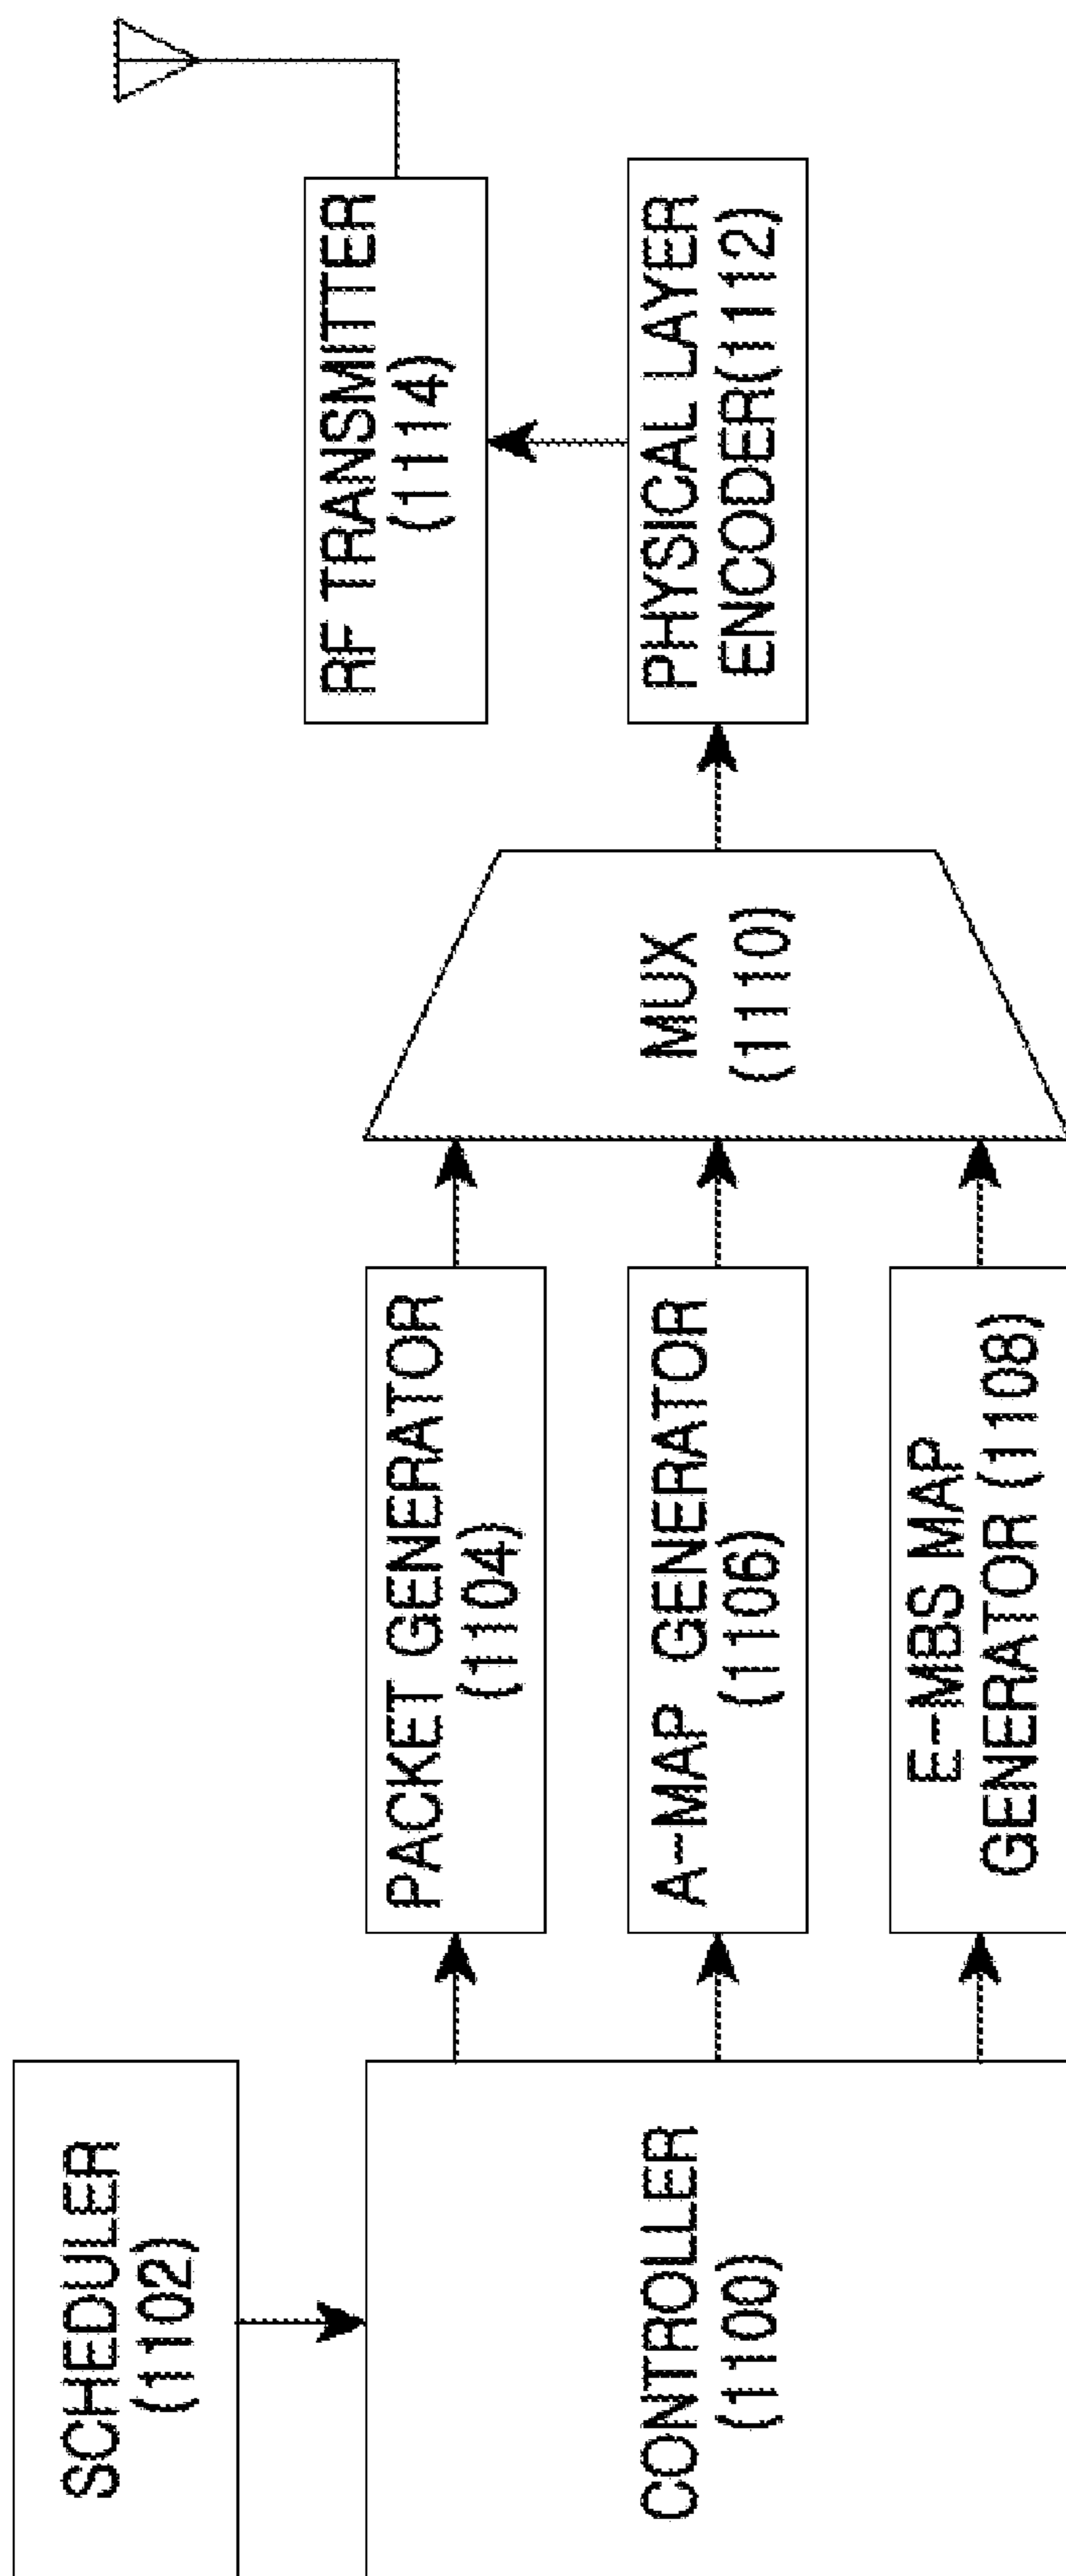 SCHEDULER
(1102)
CONTROLLER
(1100)
PACKET GENERATOR
(1104)
A-MAP GENERATOR
(1106)
E-MBS MAP
GENERATOR (1108)
MUX
(1110)
RF TRANSMITTER
(1114)
PHYSICAL LAYER
ENCODER(1112)